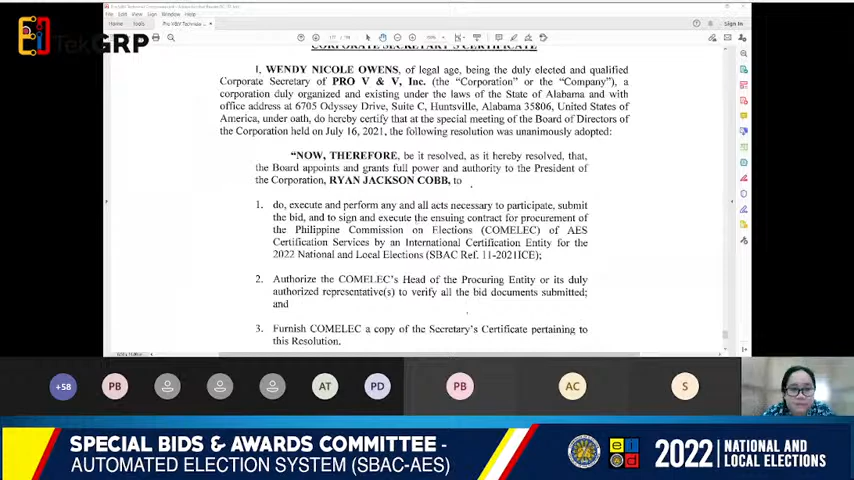 TekGRP
Home Tools
Sign In
CORPORATE SECRETARY'S CERTIFICATE
I, WENDY NICOLE OWENS, of legal age, being the duly elected and qualified
Corporate Secretary of PRO V & V, Inc. (the "Corporation" or the "Company"), a
corporation duly organized and existing under the laws of the State of Alabama and with
office address at 6705 Odyssey Drive, Suite C, Huntsville, Alabama 35806, United States of
America, under oath, do hereby certify that at the special meeting of the Board of Directors of
the Corporation held on July 16, 2021, the following resolution was unanimously adopted:
"NOW, THEREFORE, be it resolved, as it hereby resolved, that,
the Board appoints and grants full power and authority to the President of
the Corporation, RYAN JACKSON COBB, to
1. do, execute and perform any and all acts necessary to participate, submit
the bid, and to sign and execute the ensuing contract for procurement of
the Philippine Commission on Elections (COMELEC) of AES
Certification Services by an International Certification Entity for the
2022 National and Local Elections (SBAC Ref. 11-2021ICE);
2. Authorize the COMELEC's Head of the Procuring Entity or its duly
authorized representative(s) to verify all the bid documents submitted;
and
3. Furnish COMELEC a copy of the Secretary's Certificate pertaining to
this Resolution.
+58 PB AT PD PB AC S
SPECIAL BIDS & AWARDS COMMITTEE -
AUTOMATED ELECTION SYSTEM (SBAC-AES)
eid
2022 NATIONAL AND
LOCAL ELECTIONS